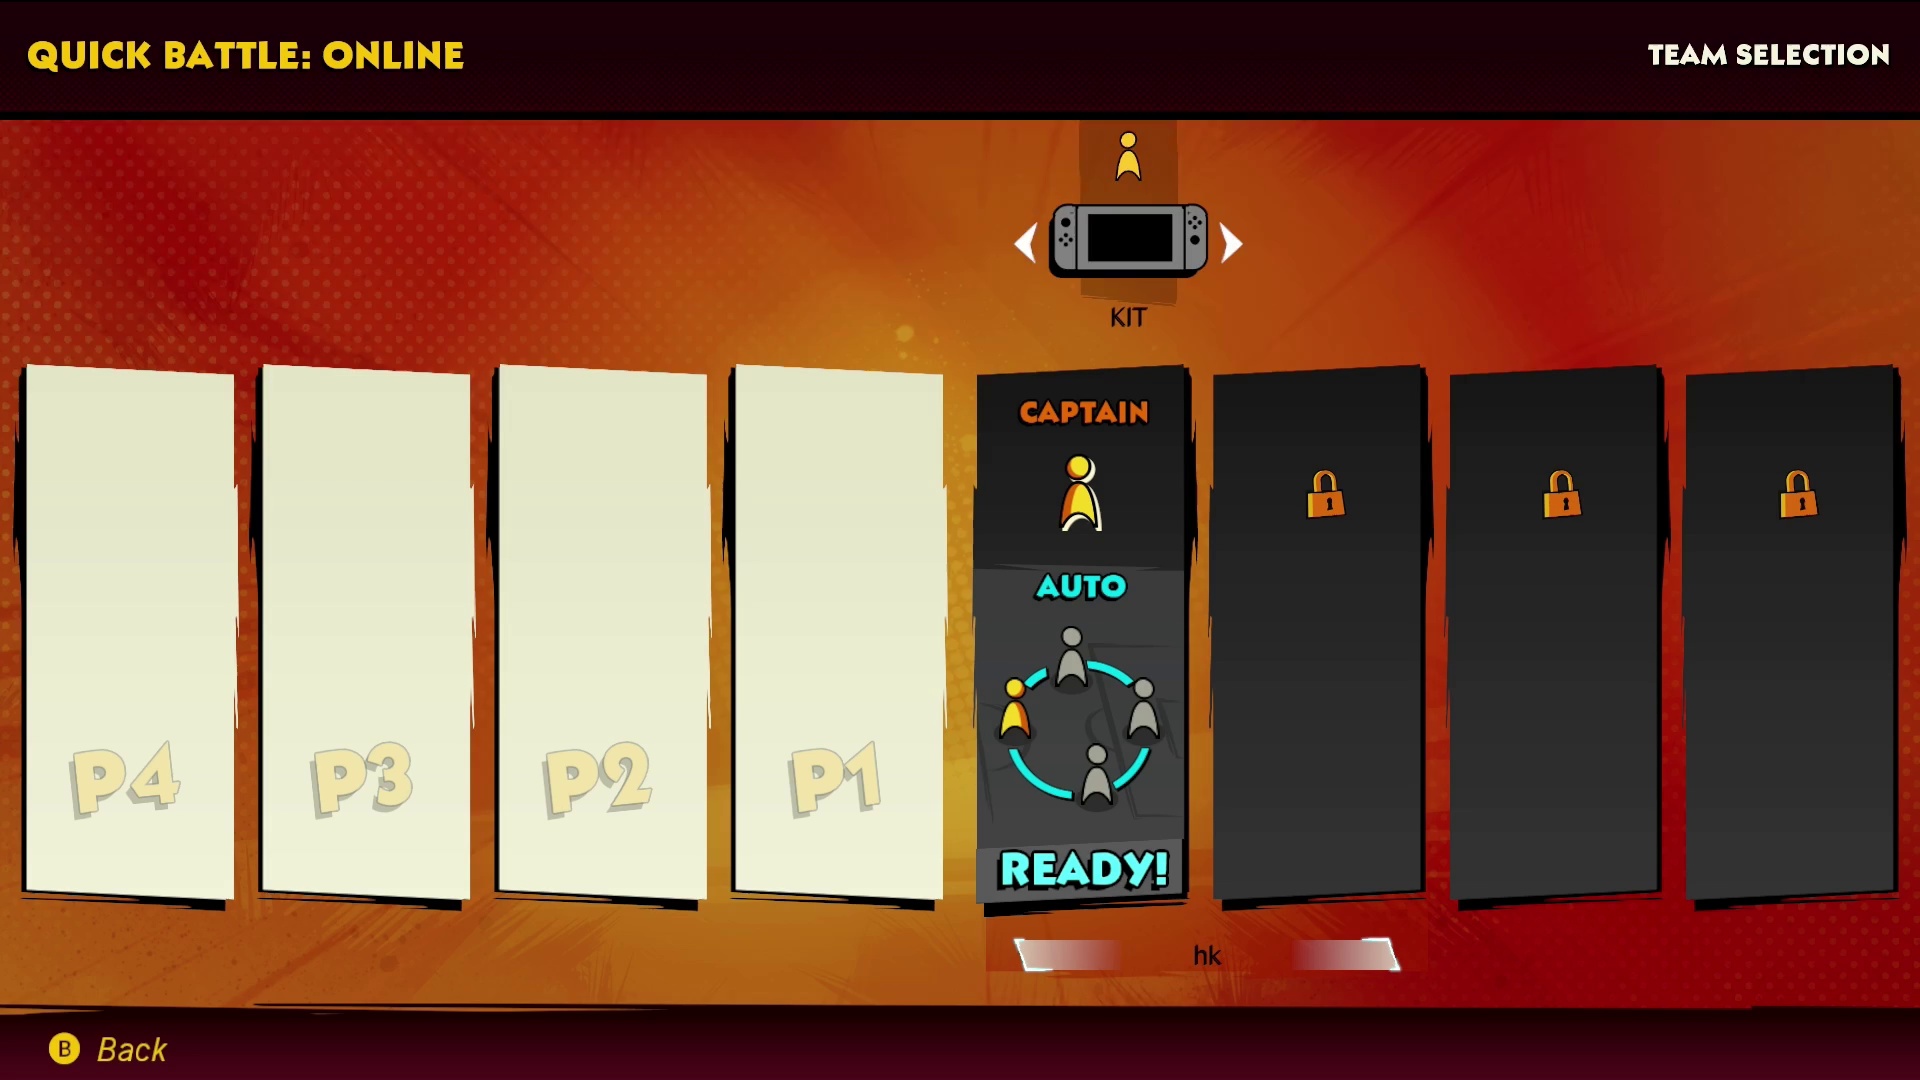 QUICK BATTLE: ONLINE
TEAM SELECTION
KIT
CAPTAIN
AUTO
P4
P3
P2
P1
READY!
hk
B Back